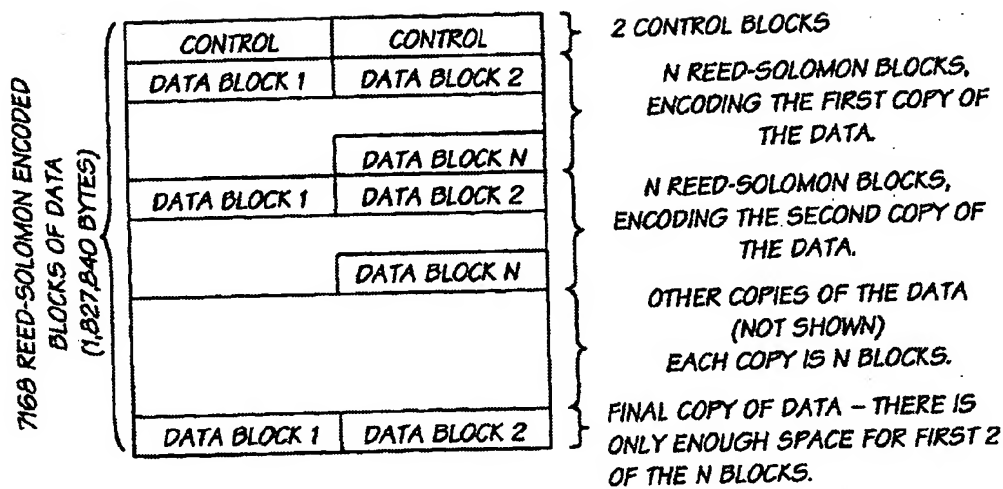 7168 REED-SOLOMON ENCODED
BLOCKS OF DATA
(1,827,840 BYTES)
CONTROL CONTROL
DATA BLOCK 1 DATA BLOCK 2
DATA BLOCK N
DATA BLOCK 1 DATA BLOCK 2
DATA BLOCK N
DATA BLOCK 1 DATA BLOCK 2
2 CONTROL BLOCKS
N REED-SOLOMON BLOCKS,
ENCODING THE FIRST COPY OF
THE DATA.
N REED-SOLOMON BLOCKS,
ENCODING THE SECOND COPY OF
THE DATA.
OTHER COPIES OF THE DATA
(NOT SHOWN)
EACH COPY IS N BLOCKS.
FINAL COPY OF DATA – THERE IS
ONLY ENOUGH SPACE FOR FIRST 2
OF THE N BLOCKS.